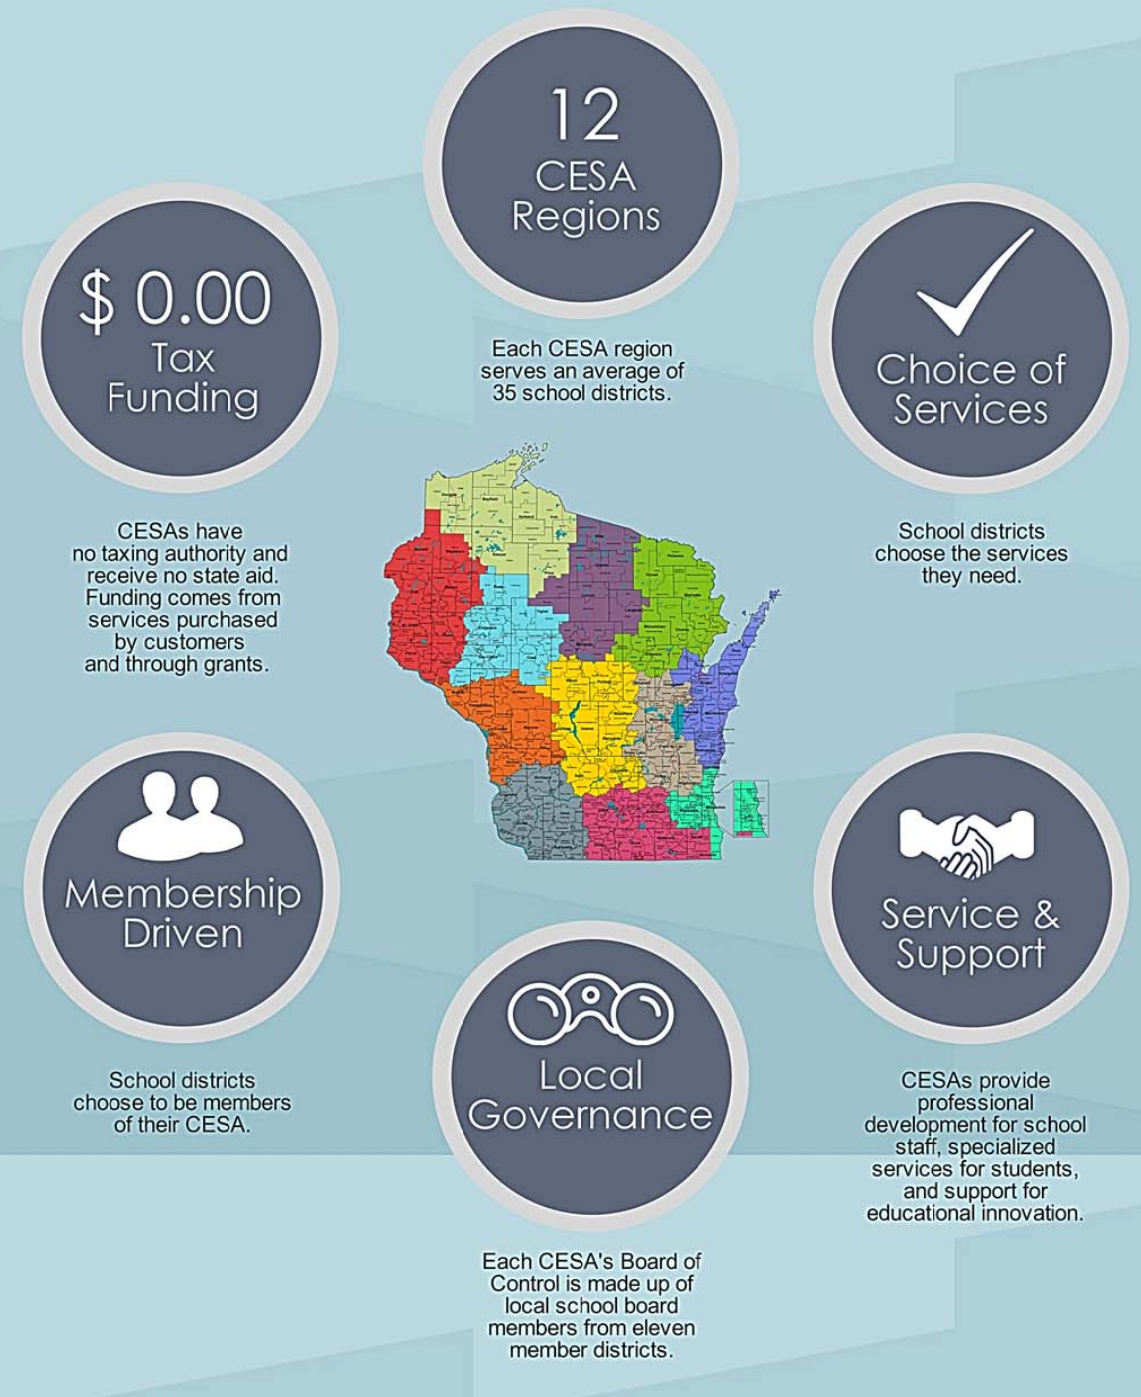 12
CESA
Regions
Each CESA region
serves an average of
35 school districts.
$ 0.00
Tax
Funding
CESAs have
no taxing authority and
receive no state aid.
Funding comes from
services purchased
by customers
and through grants.
Choice of
Services
School districts
choose the services
they need.
Membership
Driven
School districts
choose to be members
of their CESA.
Local
Governance
Each CESA's Board of
Control is made up of
local school board
members from eleven
member districts.
Service &
Support
CESAs provide
professional
development for school
staff, specialized
services for students,
and support for
educational innovation.